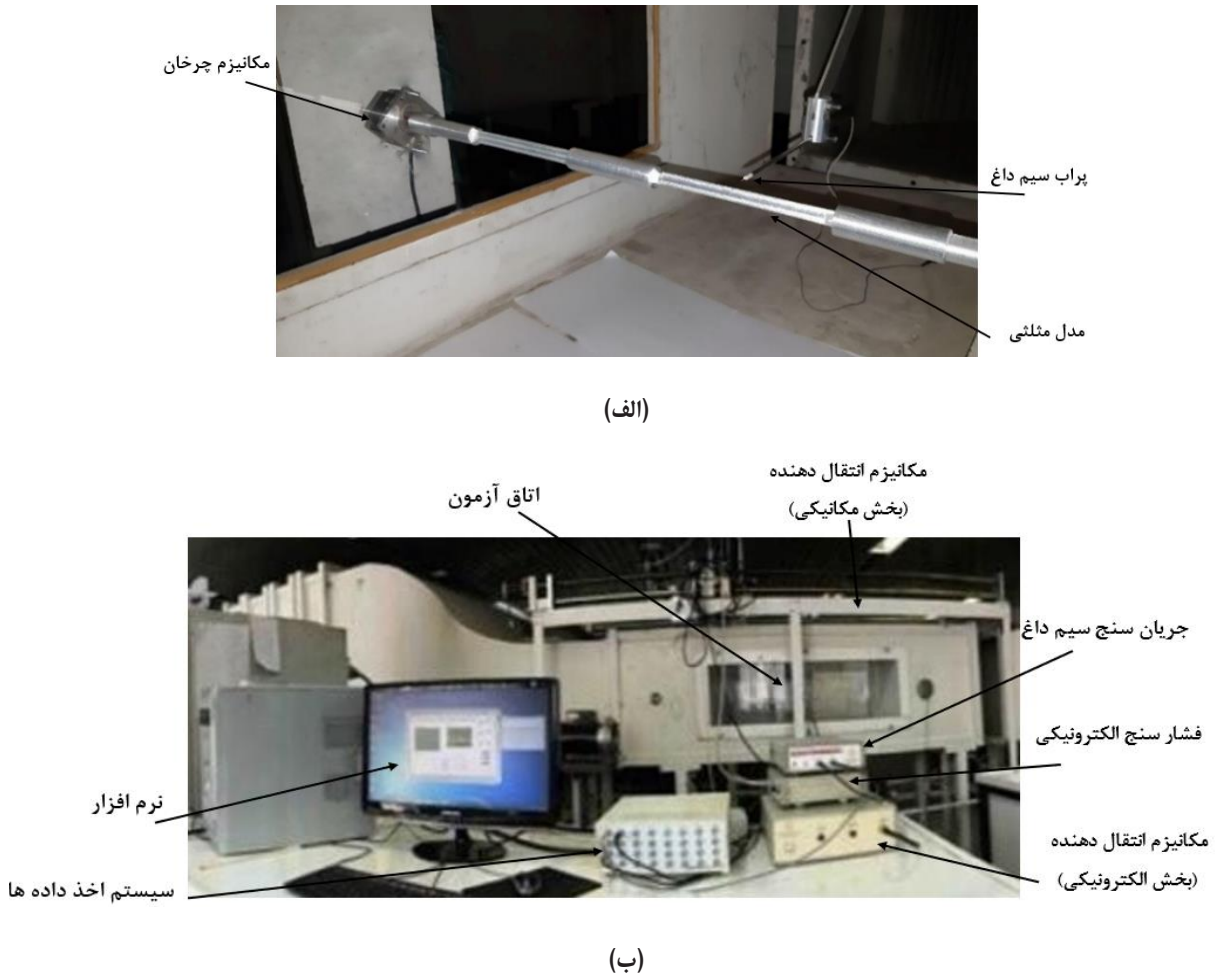 مکانیزم چرخان
پراب سیم داغ
مدل مثلثی
(الف)
مکانیزم انتقال دهنده
(بخش مکانیکی)
اتاق آزمون
جریان سنج سیم داغ
فشار سنج الکترونیکی
نرم افزار
مکانیزم انتقال دهنده
(بخش الکترونیکی)
سیستم اخذ داده ها
(ب)